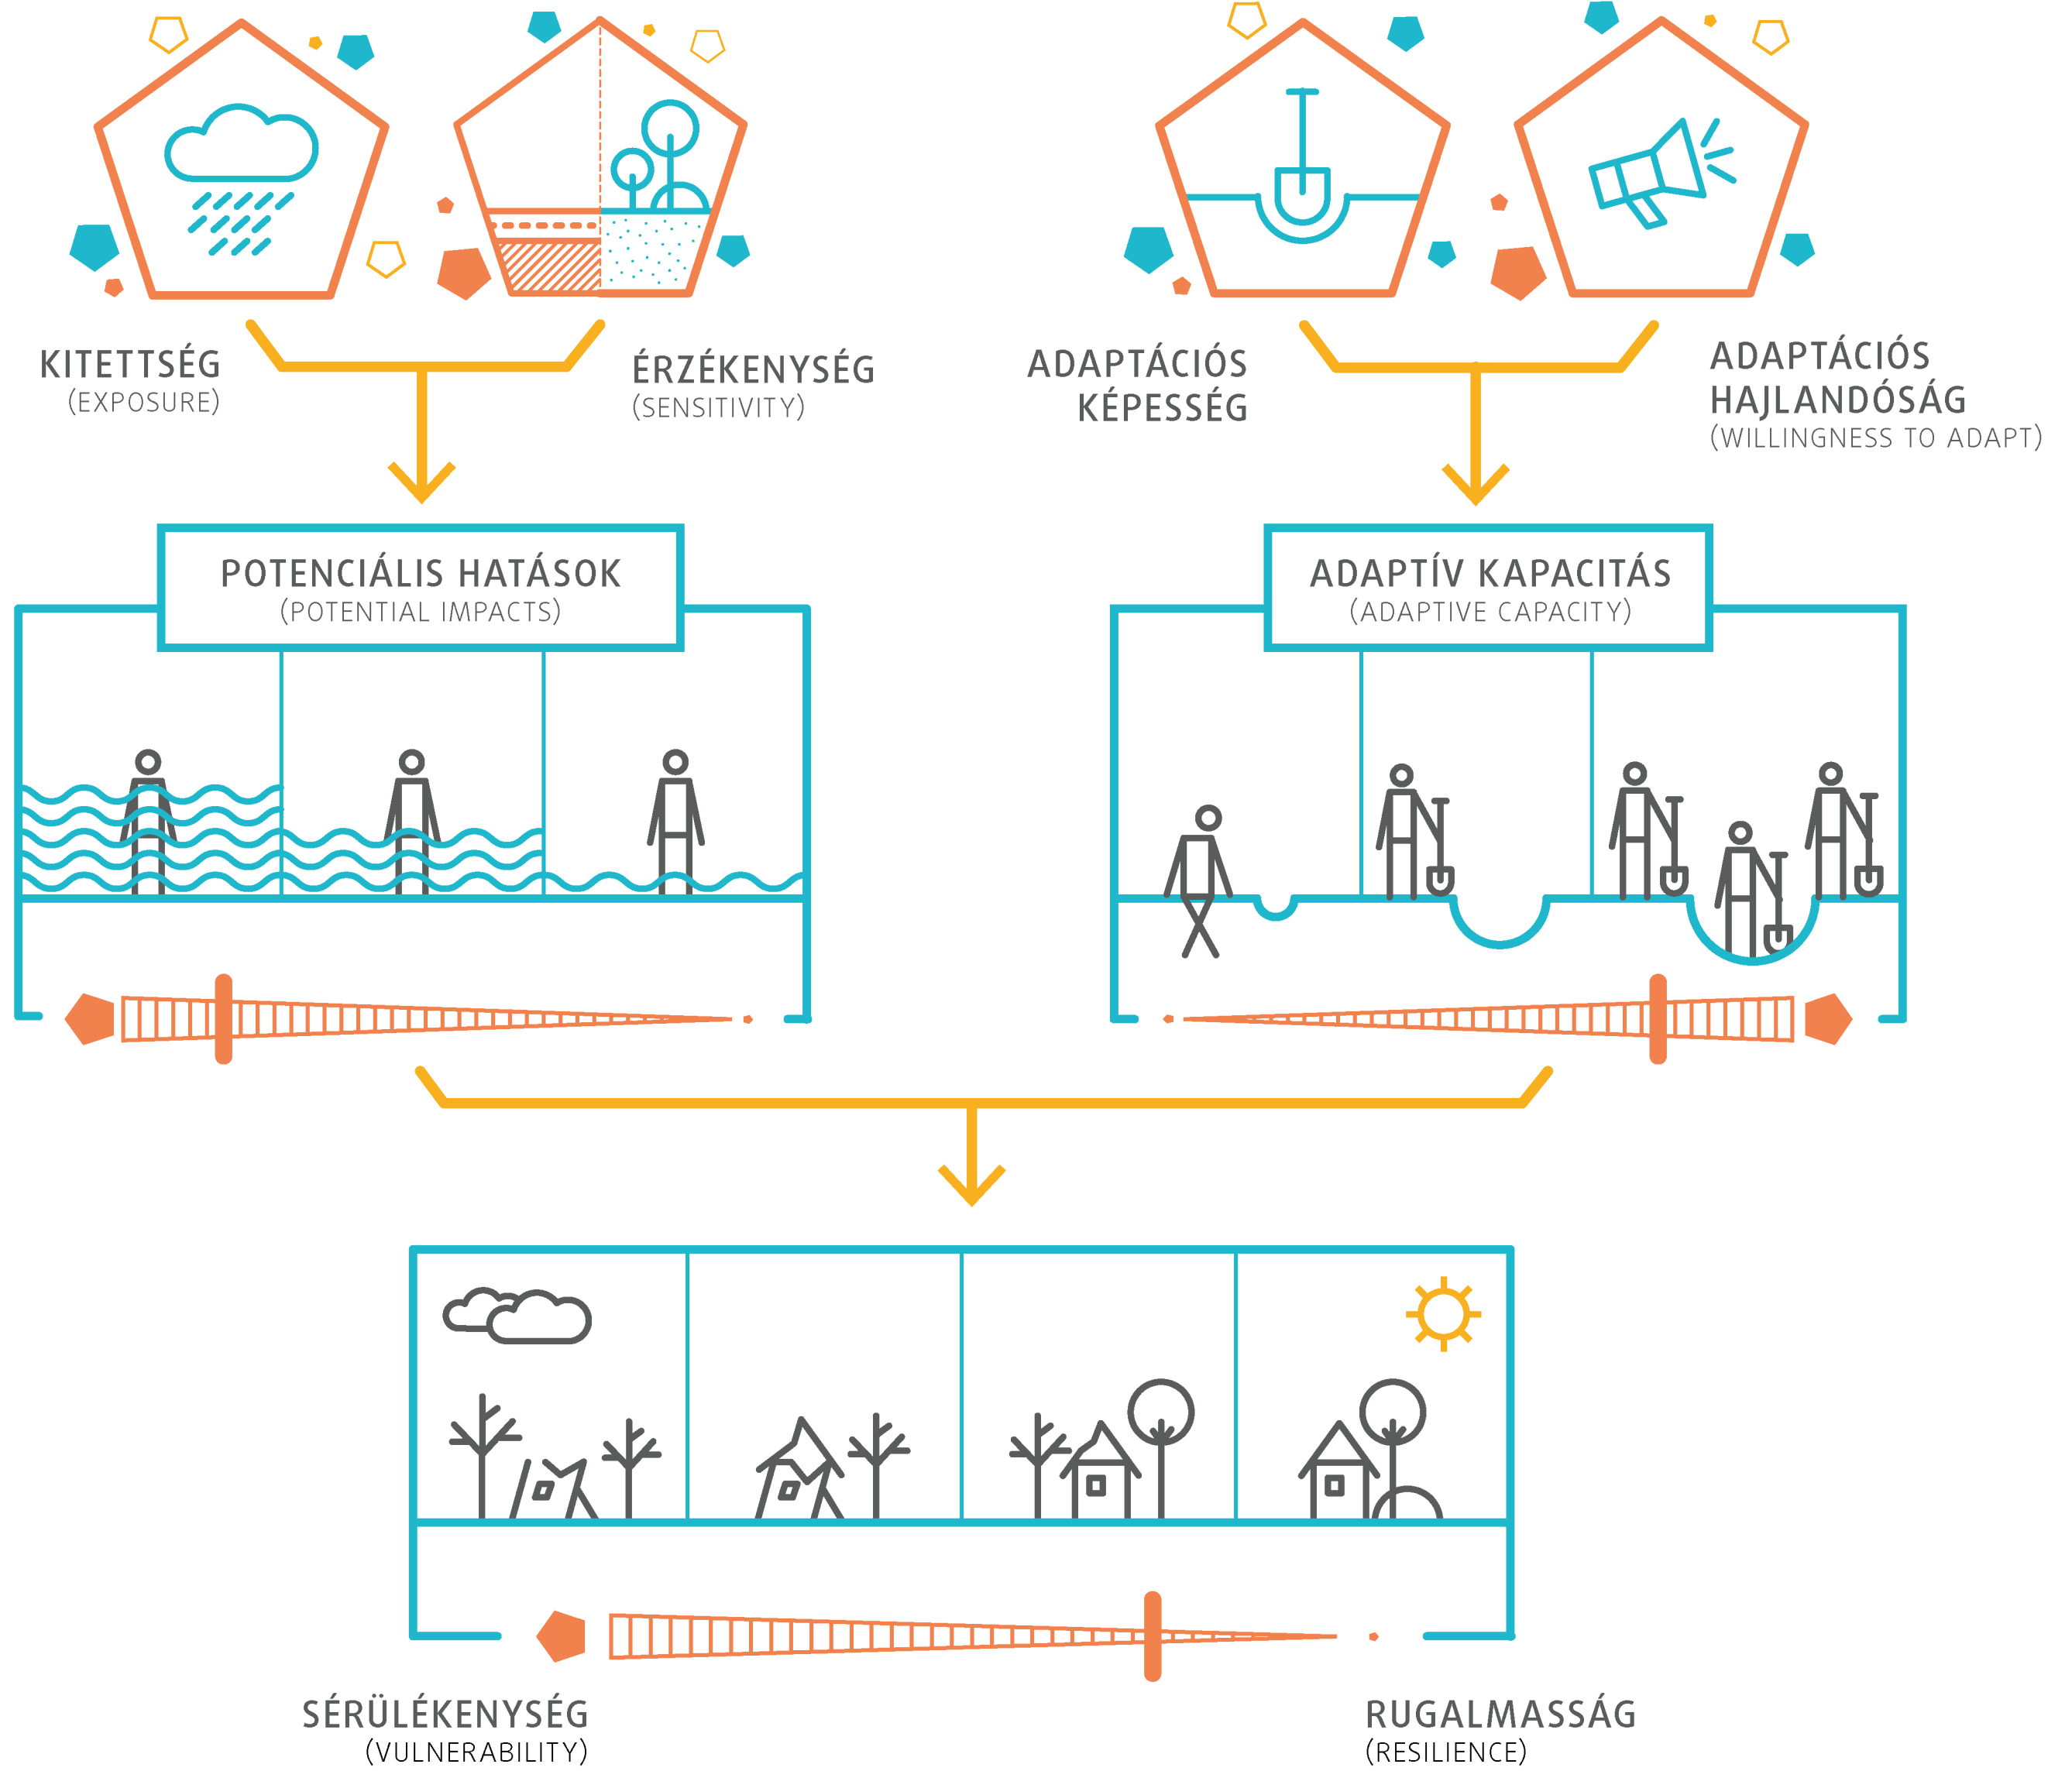 KITETTSÉG
(EXPOSURE)
ÉRZÉKENYSÉG
(SENSITIVITY)
ADAPTÁCIÓS
KÉPESSÉG
ADAPTÁCIÓS
HAJLANDÓSÁG
(WILLINGNESS TO ADAPT)
POTENCIÁLIS HATÁSOK
(POTENTIAL IMPACTS)
ADAPTÍV KAPACITÁS
(ADAPTIVE CAPACITY)
SÉRÜLÉKENYSÉG
(VULNERABILITY)
RUGALMASSÁG
(RESILIENCE)